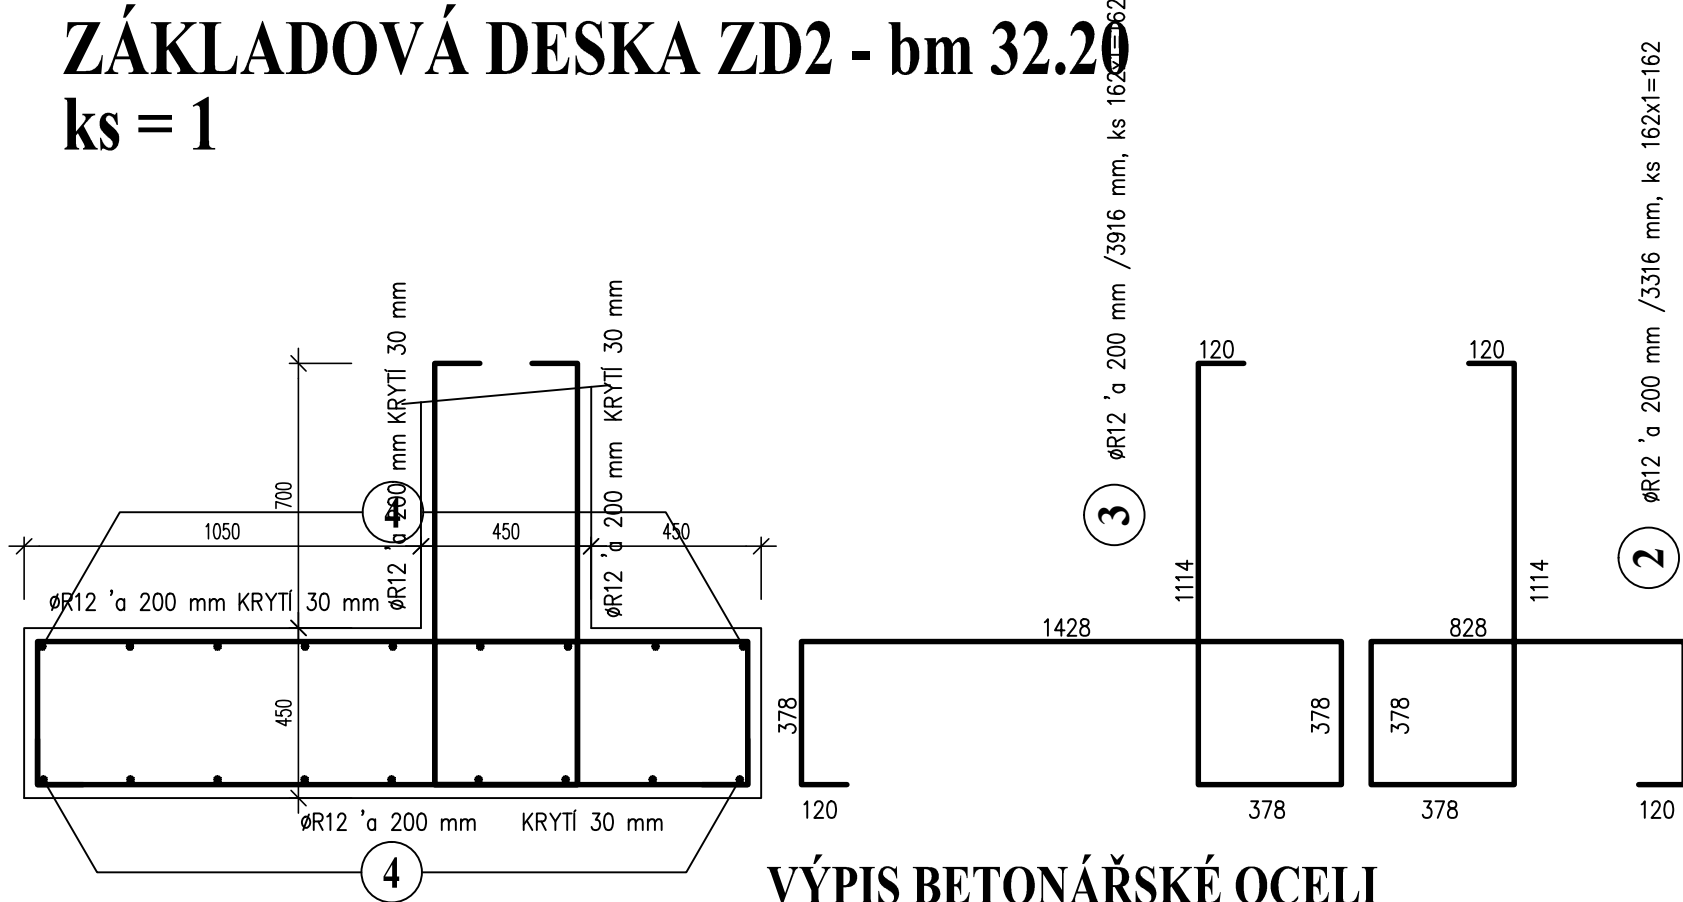 ZÁKLADOVÁ DESKA ZD2 - bm 32.20
ks = 1
øR12 'a 200 mm /3916 mm, ks 162x1=162
øR12 'a 200 mm /3316 mm, ks 162x1=162
3
2
øR12 'a 200 mm KRYTÍ 30 mm
øR12 'a 200 mm KRYTÍ 30 mm
120
120
700
4
1050
450
450
1114
1114
øR12 'a 200 mm KRYTÍ 30 mm
1428
828
450
378
378
378
120
378
378
120
øR12 'a 200 mm KRYTÍ 30 mm
4
VÝPIS BETONÁŘSKÉ OCELI